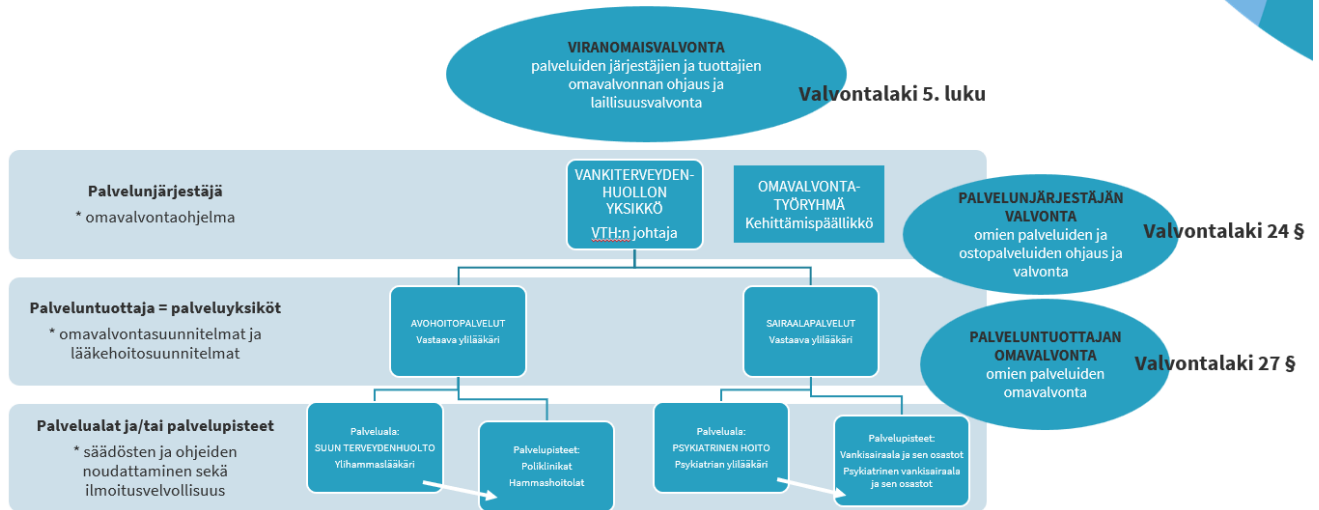 VIRANOMAISVALVONTA
palveluiden järjestäjien ja tuottajien
omavalvonnan ohjaus ja
laillisuusvalvonta
Valvontalaki 5. luku
Palvelunjärjestäjä
* omavalvontaohjelma
VANKITERVEYDEN-
HUOLLON
YKSIKKÖ
VTH:n johtaja
OMAVALVONTA-
TYÖRYHMÄ
Kehittämispäällikkö
PALVELUNJÄRJESTÄJÄN
VALVONTA
omien palveluiden ja
ostopalveluiden ohjaus ja
valvonta
Valvontalaki 24 §
Palveluntuottaja = palveluyksiköt
* omavalvontasuunnitelmat ja
lääkehoitosuunnitelmat
AVOHOITOPALVELUT
Vastaava ylilääkäri
SAIRAALAPALVELUT
Vastaava ylilääkäri
PALVELUNTUOTTAJAN
OMAVALVONTA
omien palveluiden
omavalvonta
Valvontalaki 27 §
Palvelualat ja/tai palvelupisteet
* säädösten ja ohjeiden
noudattaminen sekä
ilmoitusvelvollisuus
Palveluala:
SUUN TERVEYDENHUOLTO
Ylihammaslääkäri
Palvelupisteet:
Poliklinikat
Hammashoitolat
Palveluala:
PSYKIATRINEN HOITO
Psykiatrian ylilääkäri
Palvelupisteet:
Vankisairaala ja sen osastot
Psykiatrinen vankisairaala
ja sen osastot